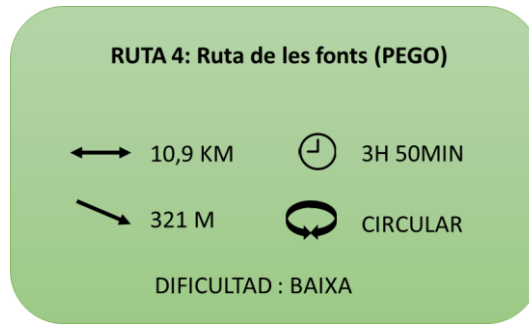 RUTA 4: Ruta de les fonts (PEGO)
10,9 KM
3H 50MIN
321 M
CIRCULAR
DIFICULTAD : BAIXA